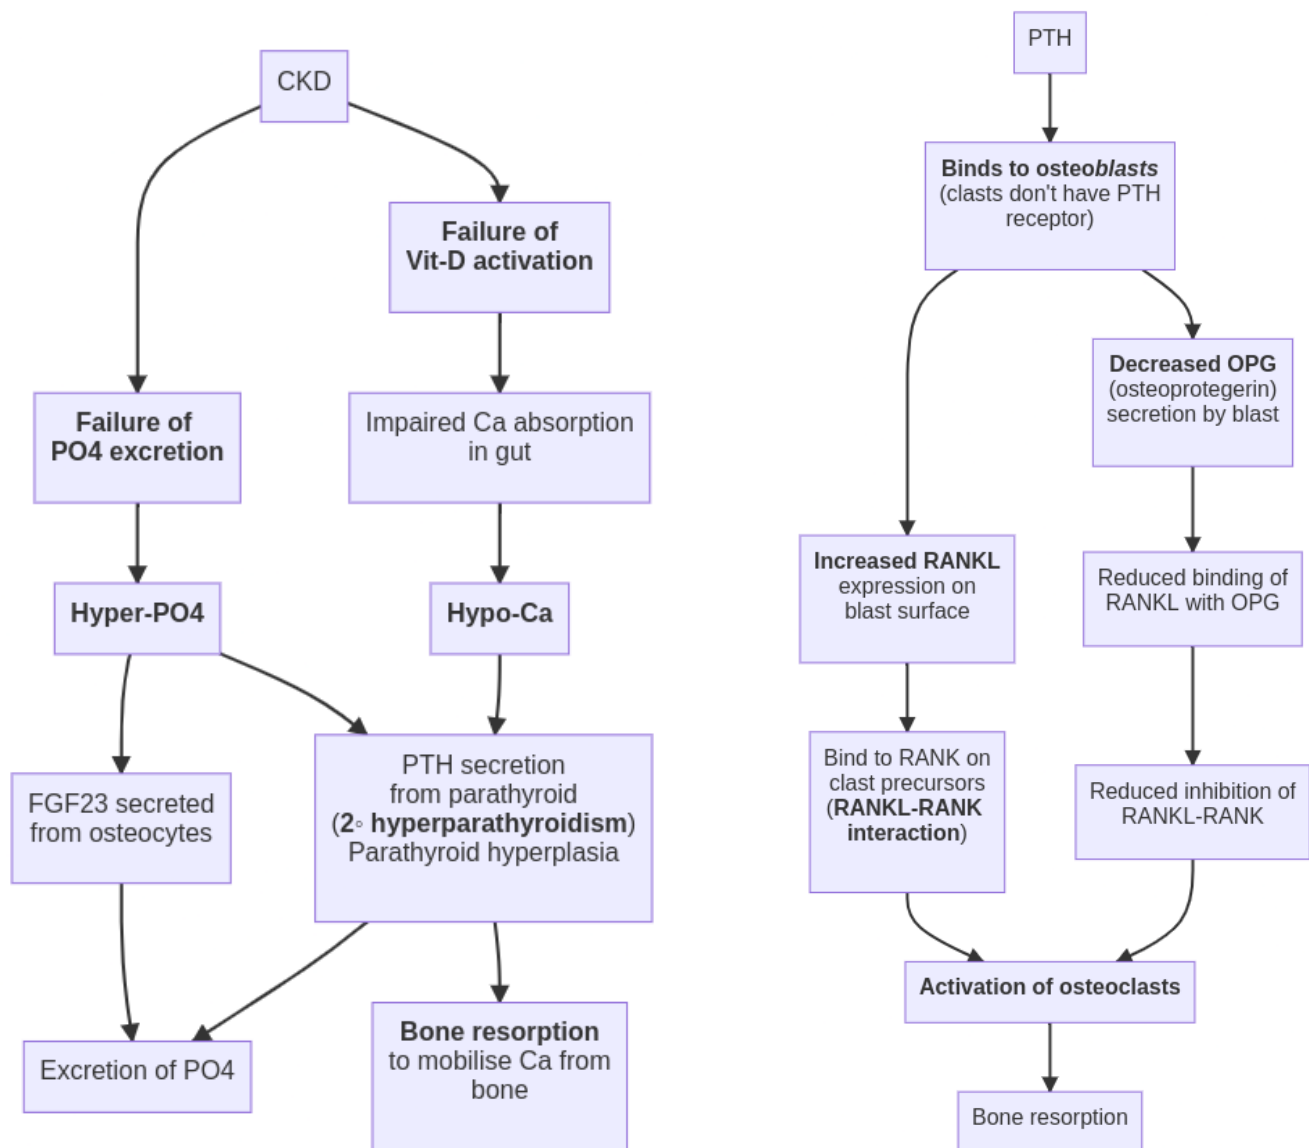 CKD
Failure of
Vit-D activation
Failure of
PO4 excretion
Impaired Ca absorption
in gut
Hyper-PO4
Hypo-Ca
FGF23 secreted
from osteocytes
PTH secretion
from parathyroid
(2◦ hyperparathyroidism)
Parathyroid hyperplasia
Excretion of PO4
Bone resorption
to mobilise Ca from
bone
PTH
Binds to osteoblasts
(clasts don't have PTH
receptor)
Decreased OPG
(osteoprotegerin)
secretion by blast
Increased RANKL
expression on
blast surface
Reduced binding of
RANKL with OPG
Bind to RANK on
clast precursors
(RANKL-RANK
interaction)
Reduced inhibition of
RANKL-RANK
Activation of osteoclasts
Bone resorption